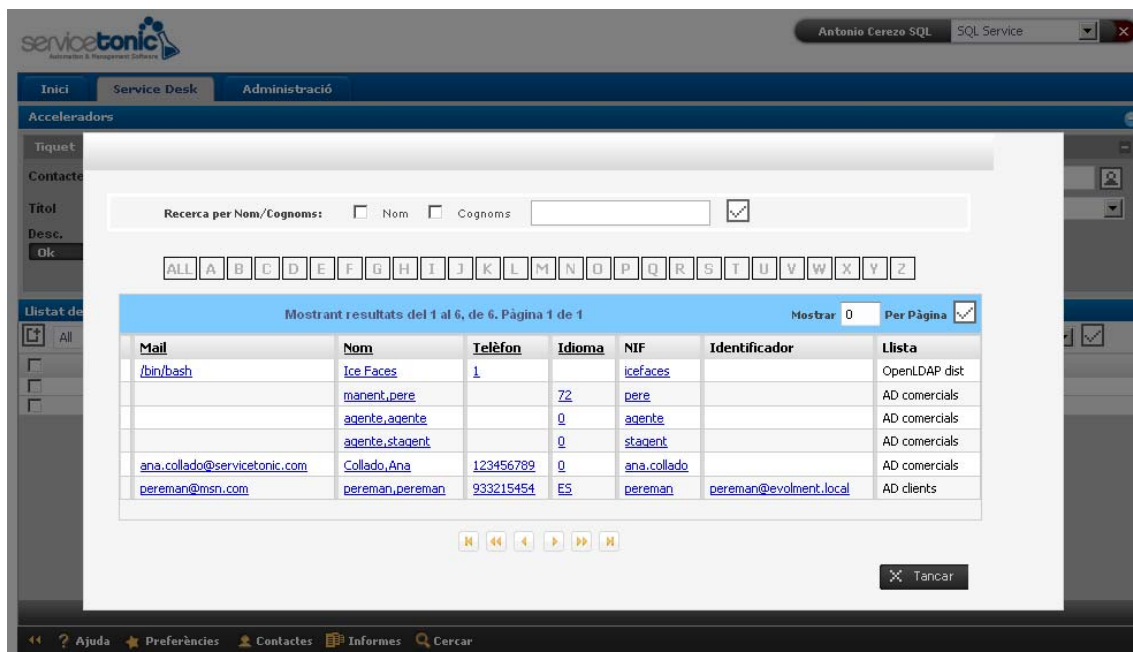 servicetonic
Automation & Management Software
Antonio Cerezo SQL SQL Service
Inici Service Desk Administració
Acceleradors
Tiquet
Contacte
Títol
Desc.
Ok
Recerca per Nom/Cognoms: Nom Cognoms
ALL A B C D E F G H I J K L M N O P Q R S T U V W X Y Z
Llistat de
All
Mostrant resultats del 1 al 6, de 6. Pàgina 1 de 1 Mostrar 0 Per Pàgina
Mail Nom Telèfon Idioma NIF Identificador Llista
/bin/bash Ice Faces 1 icefaces OpenLDAP dist
manent,pere 72 pere AD comercials
agente,agente 0 agente AD comercials
agente,stagent 0 stagent AD comercials
ana.collado@servicetonic.com Collado,Ana 123456789 0 ana.collado AD comercials
pereman@msn.com pereman,pereman 933215454 ES pereman pereman@evolment.local AD clients
Tancar
Ajuda Preferències Contactes Informes Cercar